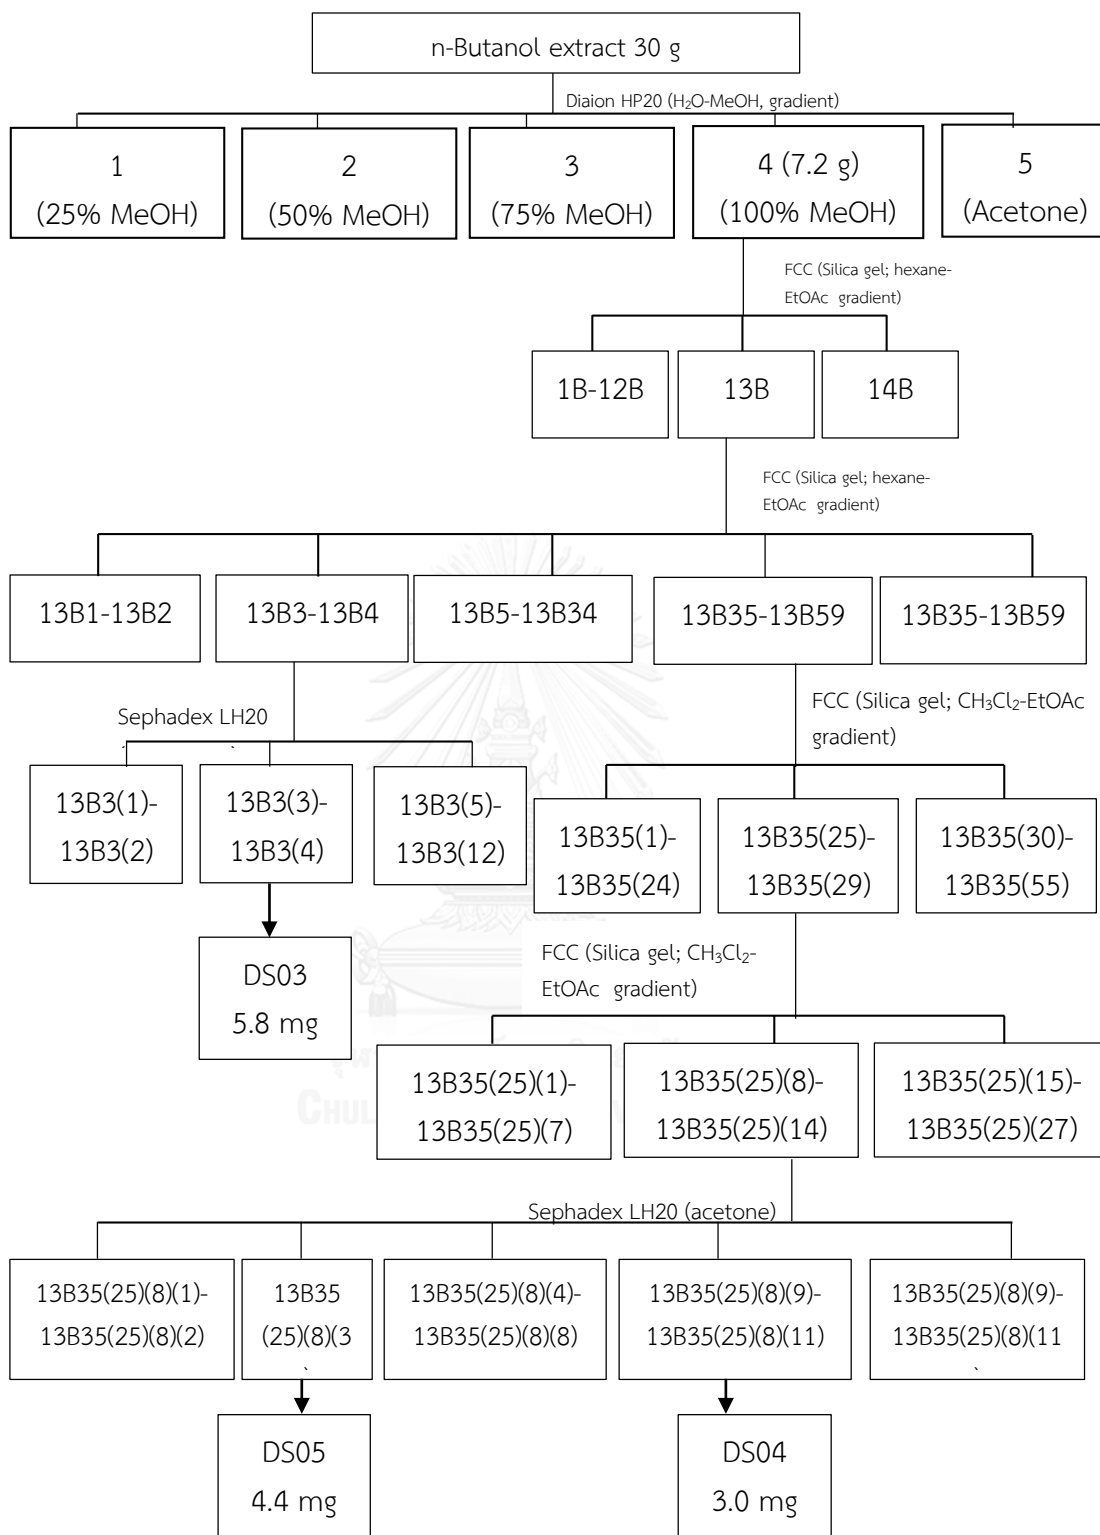 n-Butanol extract 30 g
Diaion HP20 (H₂O-MeOH, gradient)
1
(25% MeOH)
2
(50% MeOH)
3
(75% MeOH)
4 (7.2 g)
(100% MeOH)
5
(Acetone)
FCC (Silica gel; hexane-
EtOAc gradient)
1B-12B
13B
14B
FCC (Silica gel; hexane-
EtOAc gradient)
13B1-13B2
13B3-13B4
13B5-13B34
13B35-13B59
13B35-13B59
Sephadex LH20
FCC (Silica gel; CH₃Cl₂-EtOAc
gradient)
13B3(1)-
13B3(2)
13B3(3)-
13B3(4)
13B3(5)-
13B3(12)
13B35(1)-
13B35(24)
13B35(25)-
13B35(29)
13B35(30)-
13B35(55)
DS03
5.8 mg
FCC (Silica gel; CH₃Cl₂-
EtOAc gradient)
13B35(25)(1)-
13B35(25)(7)
13B35(25)(8)-
13B35(25)(14)
13B35(25)(15)-
13B35(25)(27)
Sephadex LH20 (acetone)
13B35(25)(8)(1)-
13B35(25)(8)(2)
13B35
(25)(8)(3
13B35(25)(8)(4)-
13B35(25)(8)(8)
13B35(25)(8)(9)-
13B35(25)(8)(11)
13B35(25)(8)(9)-
13B35(25)(8)(11
DS05
4.4 mg
DS04
3.0 mg